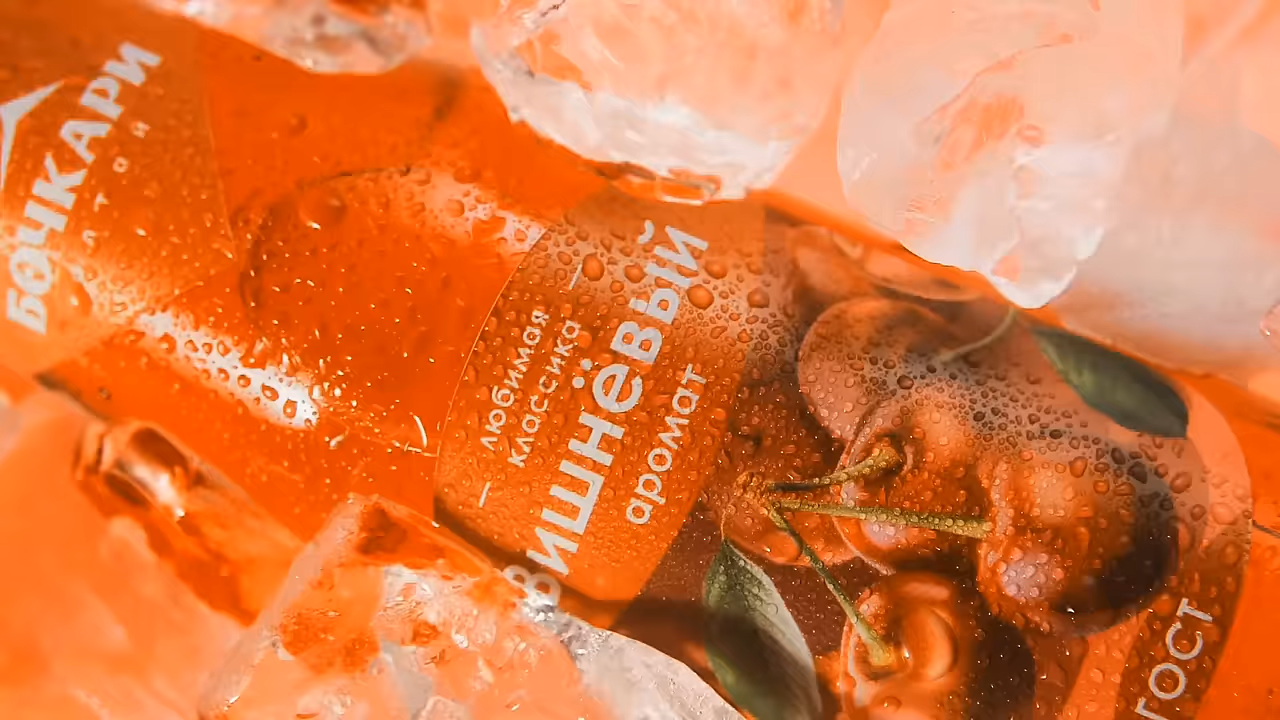 БОЧКАРИ
любимая
классика
Вишнёвый
аромат
ГОСТ